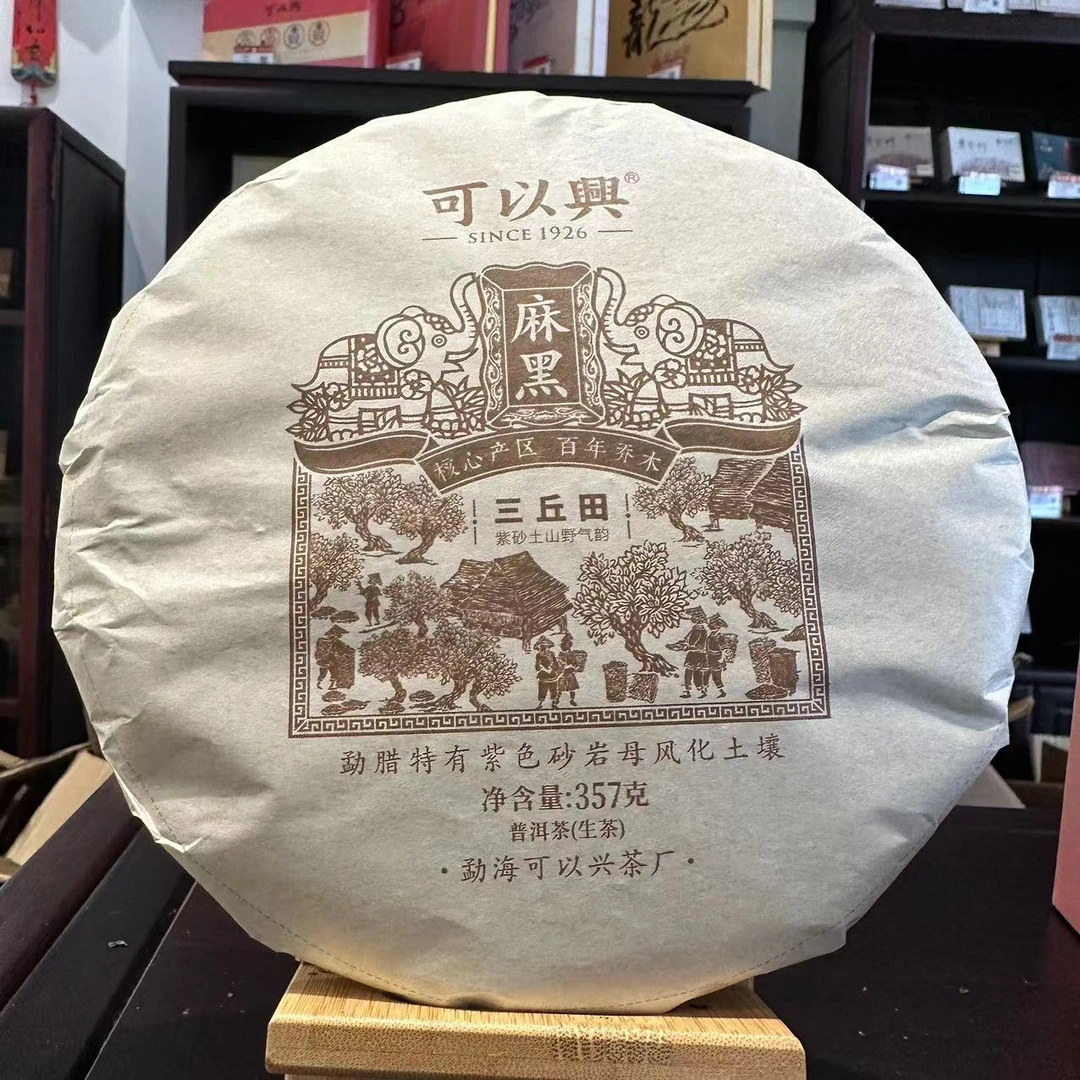 可以興®
SINCE 1926
麻黑
核心产区 百年乔木
三丘田
紫砂土山野气韵
勐腊特有紫色砂岩母风化土壤
净含量:357克
普洱茶(生茶)
·勐海可以兴茶厂·